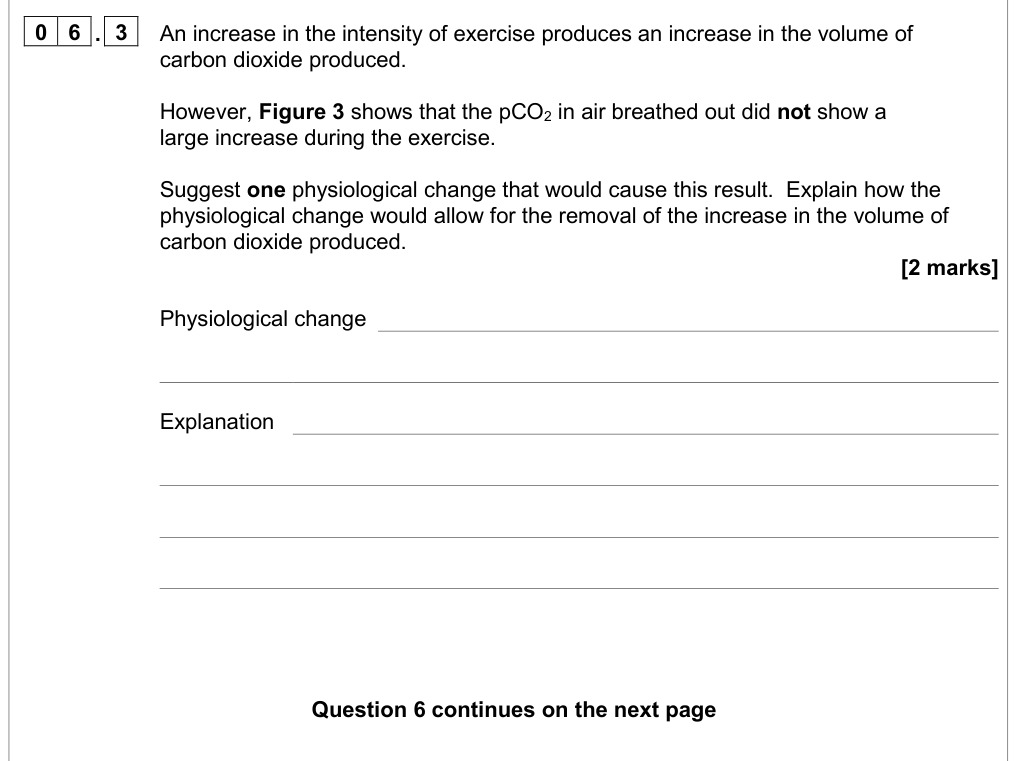 06.3 An increase in the intensity of exercise produces an increase in the volume of
carbon dioxide produced.
However, Figure 3 shows that the pCO₂ in air breathed out did not show a
large increase during the exercise.
Suggest one physiological change that would cause this result. Explain how the
physiological change would allow for the removal of the increase in the volume of
carbon dioxide produced.
[2 marks]
Physiological change
Explanation
Question 6 continues on the next page